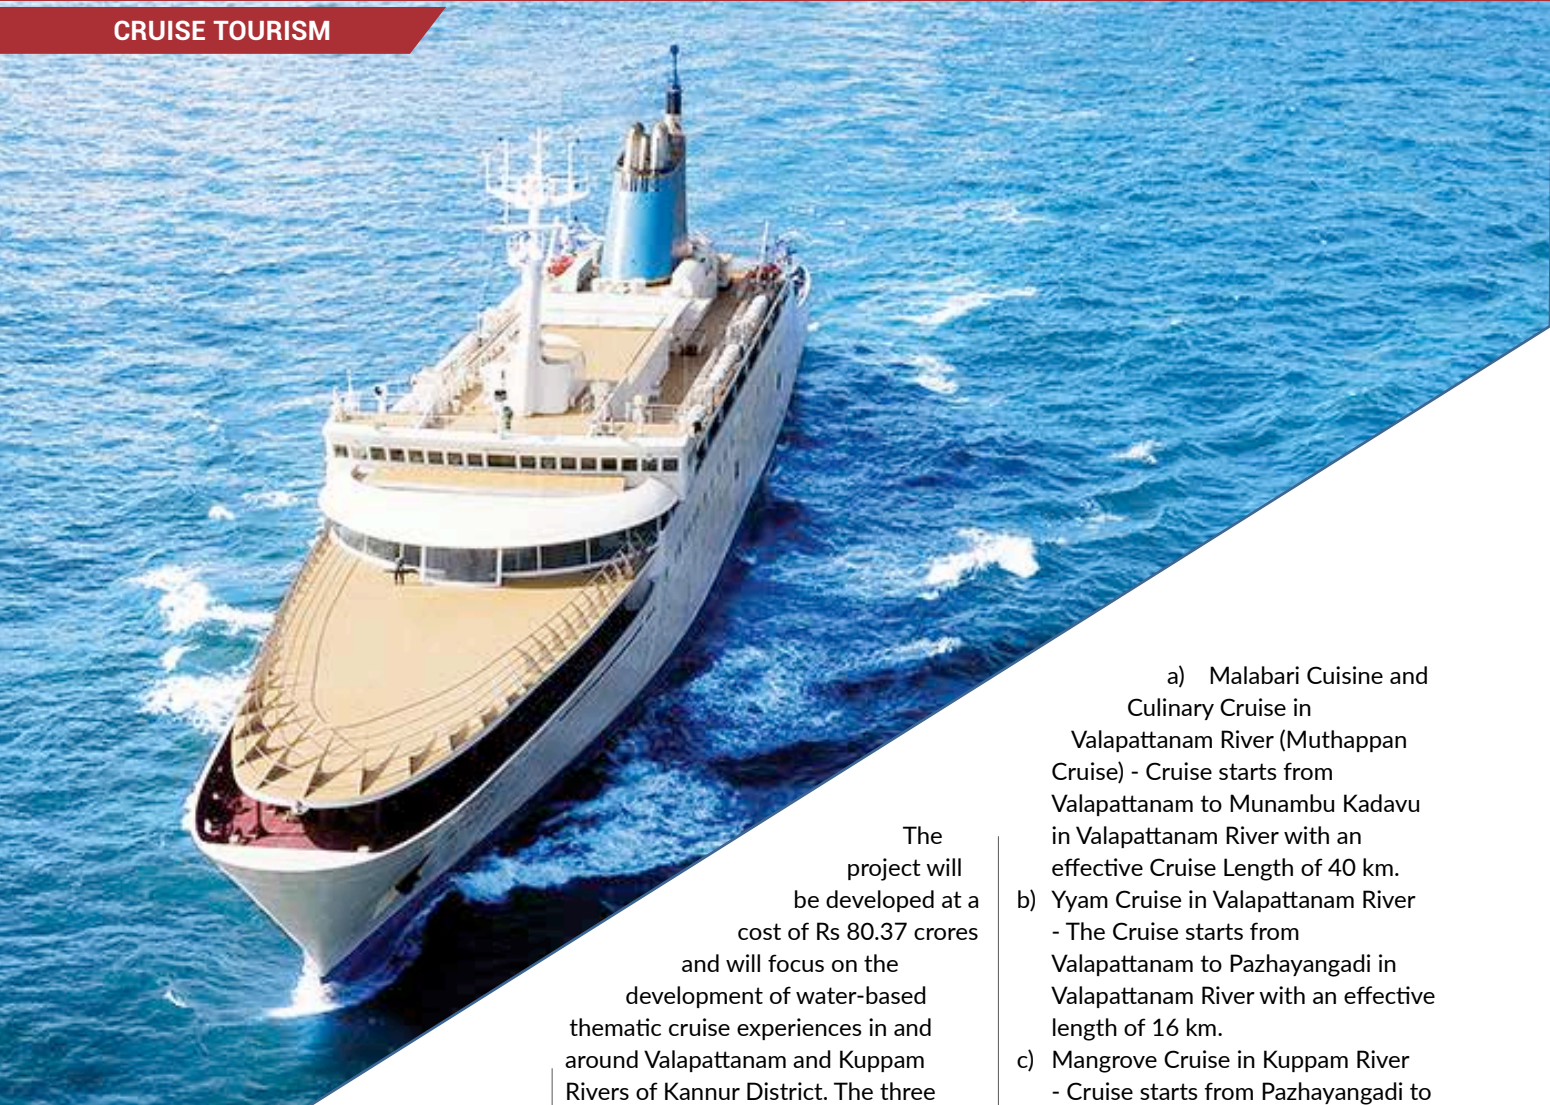 CRUISE TOURISM
The
project will
be developed at a
cost of Rs 80.37 crores
and will focus on the
development of water-based
thematic cruise experiences in and
around Valapattanam and Kuppam
Rivers of Kannur District. The three
a) Malabari Cuisine and
Culinary Cruise in
Valapattanam River (Muthappan
Cruise) - Cruise starts from
Valapattanam to Munambu Kadavu
in Valapattanam River with an
effective Cruise Length of 40 km.
b) Yyam Cruise in Valapattanam River
- The Cruise starts from
Valapattanam to Pazhayangadi in
Valapattanam River with an effective
length of 16 km.
c) Mangrove Cruise in Kuppam River
- Cruise starts from Pazhayangadi to